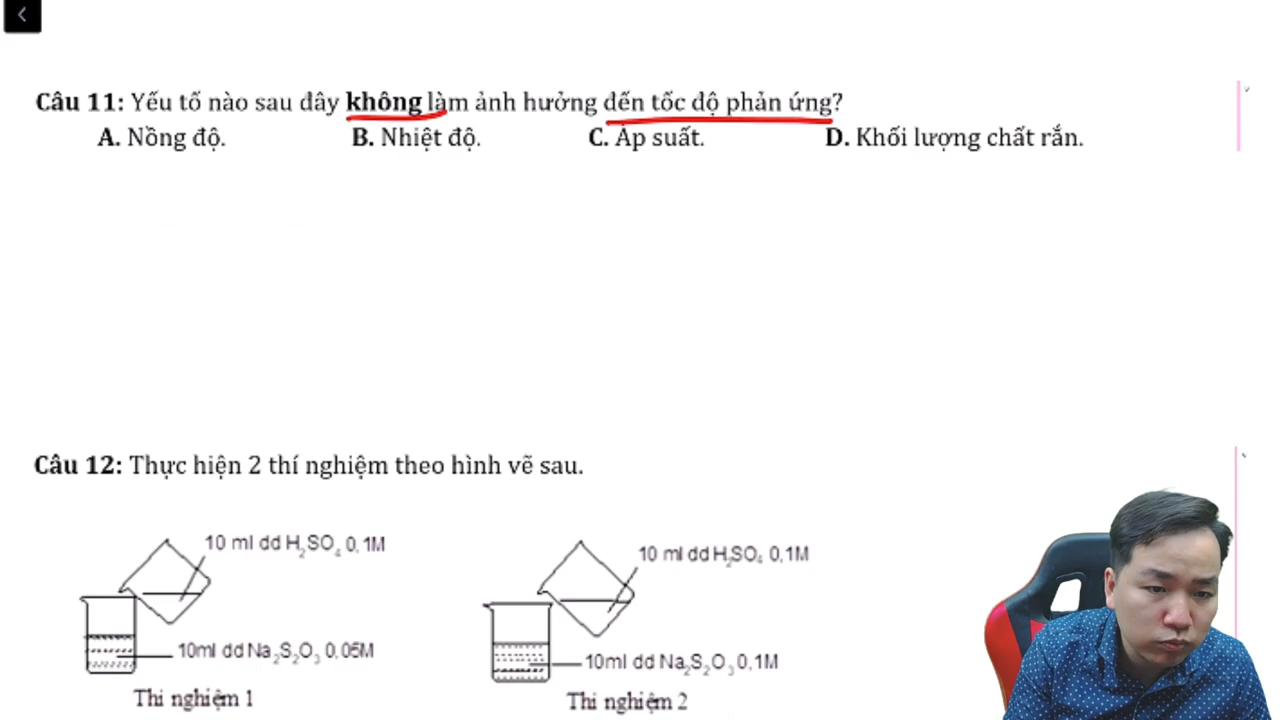 Câu 11: Yếu tố nào sau đây không làm ảnh hưởng đến tốc độ phản ứng?
A. Nồng độ. B. Nhiệt độ. C. Áp suất. D. Khối lượng chất rắn.
Câu 12: Thực hiện 2 thí nghiệm theo hình vẽ sau.
10 ml dd H₂SO₄ 0,1M
10 ml dd H₂SO₄ 0,1M
10ml dd Na₂S₂O₃ 0,05M
10ml dd Na₂S₂O₃ 0,1M
Thi nghiệm 1
Thi nghiệm 2